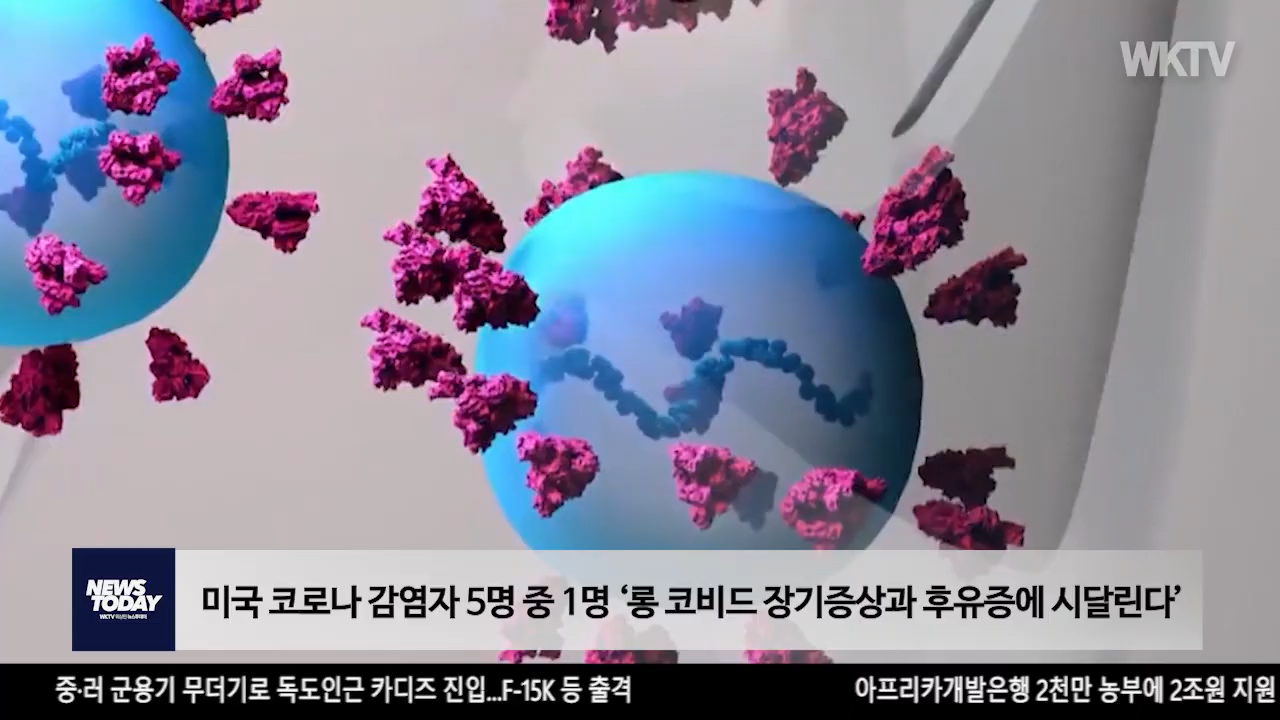 WKTV
NEWS
TODAY
미국 코로나 감염자 5명 중 1명 ‘롱 코비드 장기증상과 후유증에 시달린다’
중·러 군용기 무더기로 독도인근 카디즈 진입...F-15K 등 출격
아프리카개발은행 2천만 농부에 2조원 지원